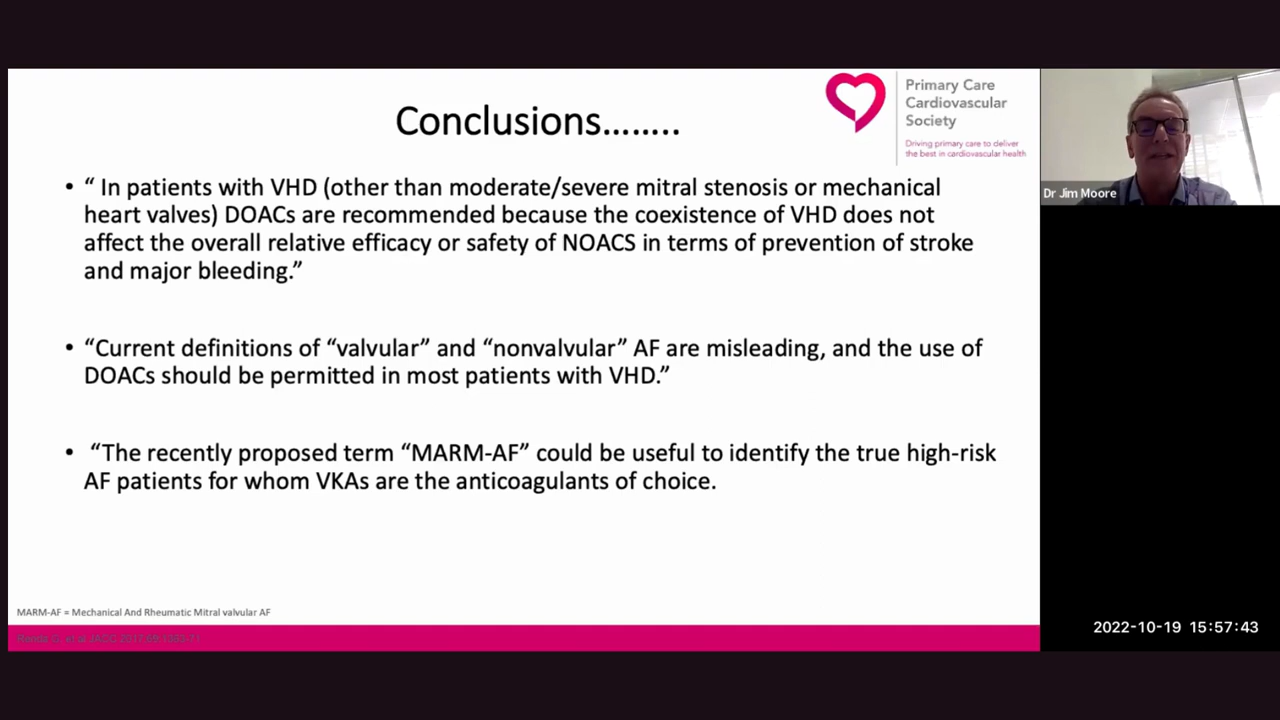 Conclusions........
Primary Care
Cardiovascular
Society
Driving primary care to deliver
the best in cardiovascular health
• “ In patients with VHD (other than moderate/severe mitral stenosis or mechanical
heart valves) DOACs are recommended because the coexistence of VHD does not
affect the overall relative efficacy or safety of NOACS in terms of prevention of stroke
and major bleeding.”
• “Current definitions of “valvular” and “nonvalvular” AF are misleading, and the use of
DOACs should be permitted in most patients with VHD.”
• “The recently proposed term “MARM-AF” could be useful to identify the true high-risk
AF patients for whom VKAs are the anticoagulants of choice.
MARM-AF = Mechanical And Rheumatic Mitral valvular AF
et al JACC 2017;69:
Dr Jim Moore
2022-10-19 15:57:43